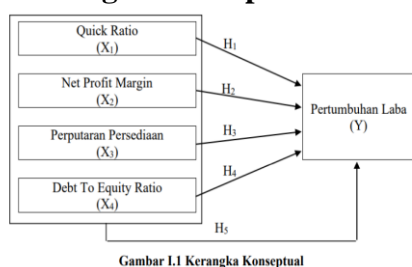 Quick Ratio
(X1)
H1
Net Profit Margin
(X2)
H2
Pertumbuhan Laba
(Y)
Perputaran Persediaan
(X3)
H3
Debt To Equity Ratio
(X4)
H4
H5
Gambar I.1 Kerangka Konseptual